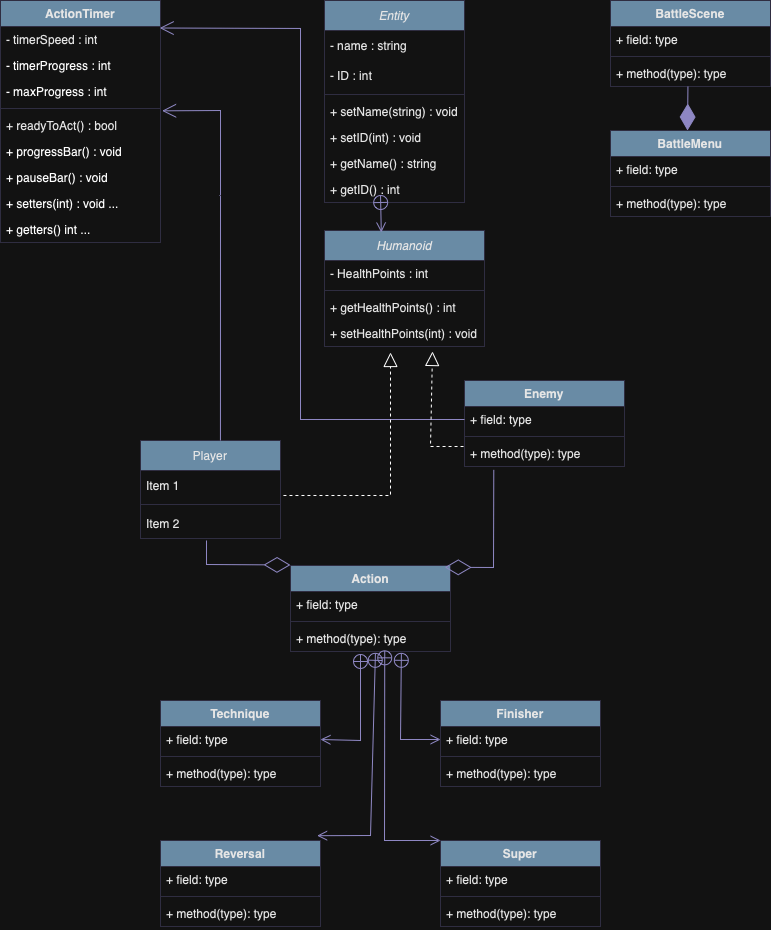 ActionTimer
- timerSpeed : int
- timerProgress : int
- maxProgress : int
+ readyToAct() : bool
+ progressBar() : void
+ pauseBar() : void
+ setters(int) : void ...
+ getters() int ...
Entity
- name : string
- ID : int
+ setName(string) : void
+ setID(int) : void
+ getName() : string
+ getID() : int
BattleScene
+ field: type
+ method(type): type
BattleMenu
+ field: type
+ method(type): type
Humanoid
- HealthPoints : int
+ getHealthPoints() : int
+ setHealthPoints(int) : void
Enemy
+ field: type
+ method(type): type
Player
Item 1
Item 2
Action
+ field: type
+ method(type): type
Technique
+ field: type
+ method(type): type
Finisher
+ field: type
+ method(type): type
Reversal
+ field: type
+ method(type): type
Super
+ field: type
+ method(type): type